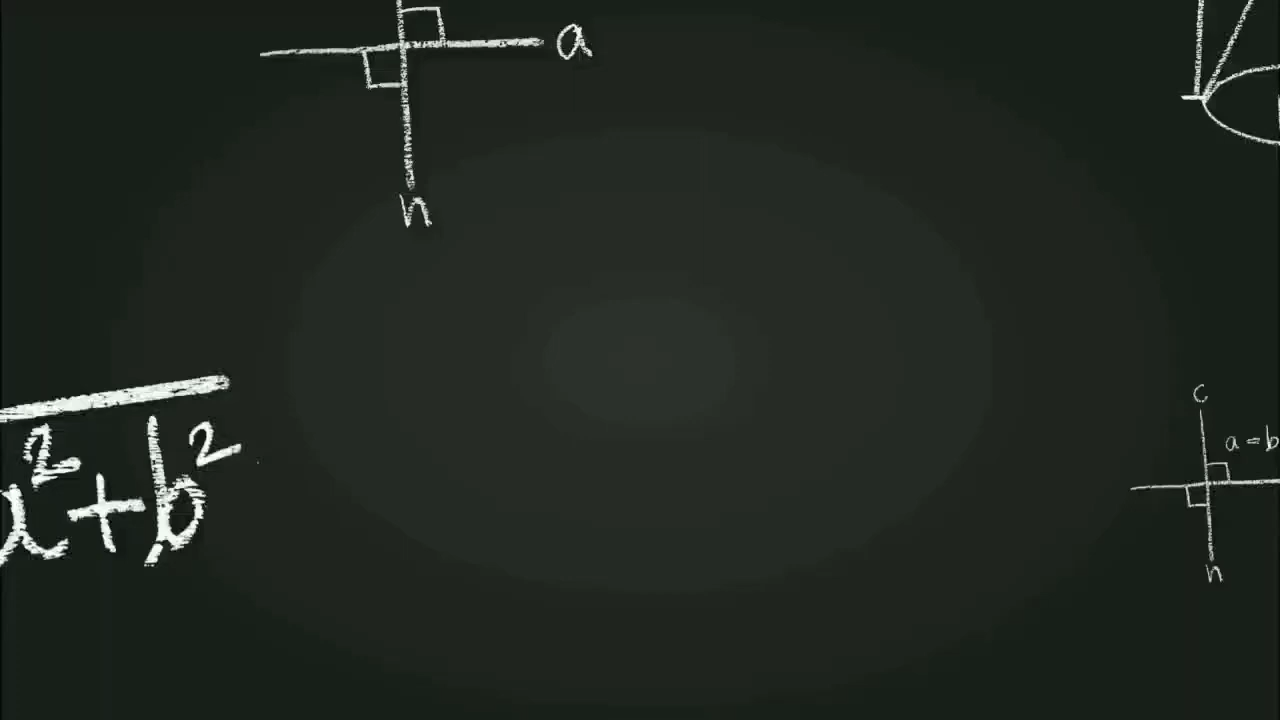 a
n
c
a = b
n
a² + b²